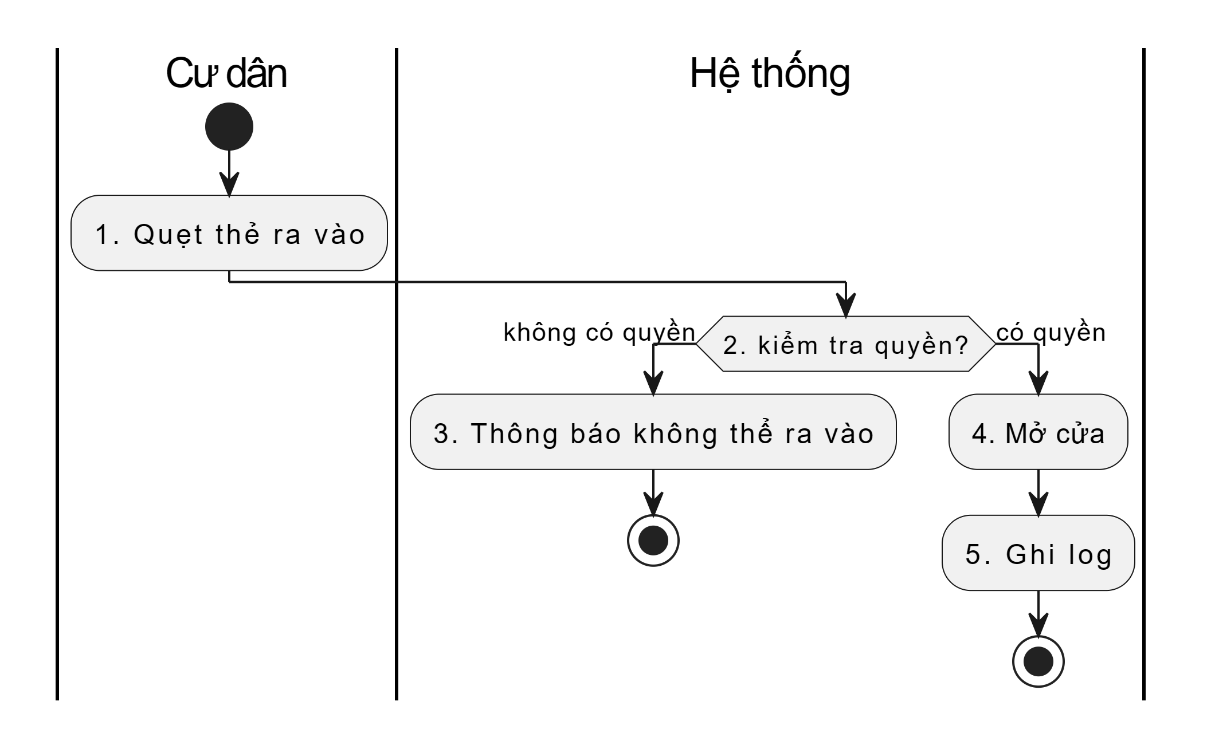 Cư dân
Hệ thống
1. Quẹt thẻ ra vào
không có quyền
2. kiểm tra quyền?
có quyền
3. Thông báo không thể ra vào
4. Mở cửa
5. Ghi log